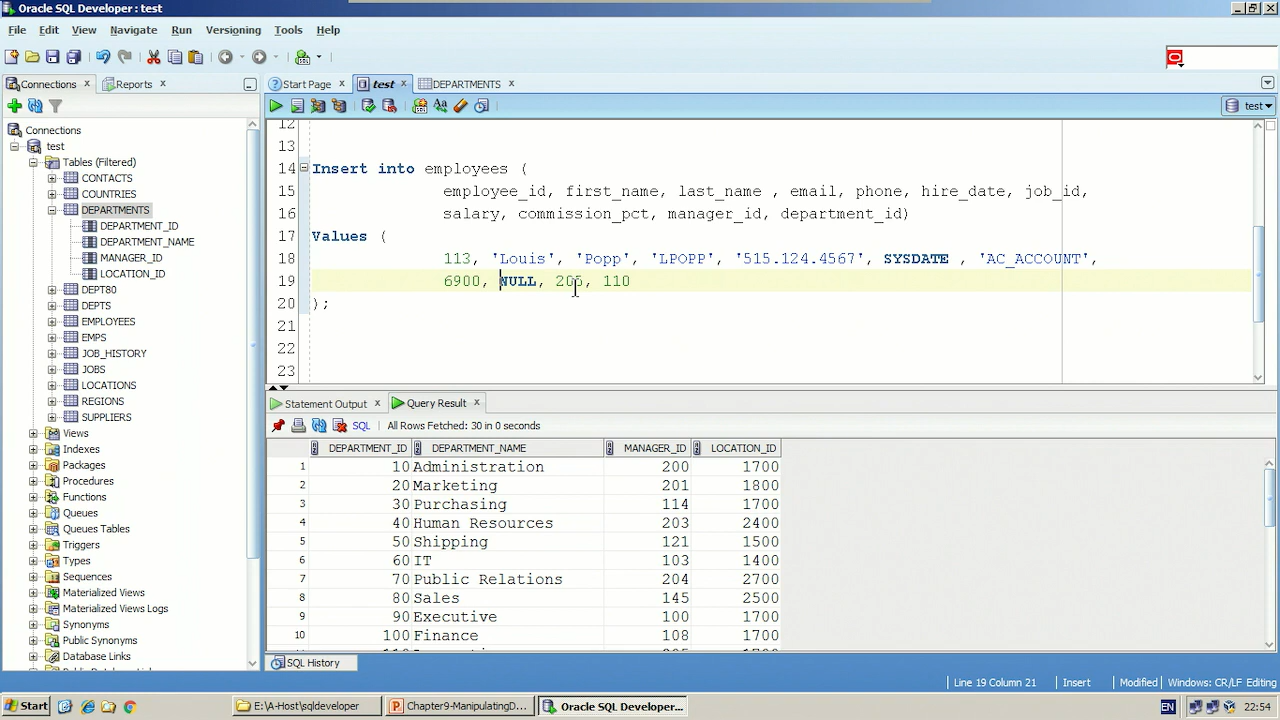 Oracle SQL Developer : test
File Edit View Navigate Run Versioning Tools Help
Connections Reports
Start Page test DEPARTMENTS
test
Connections
test
Tables (Filtered)
CONTACTS
COUNTRIES
DEPARTMENTS
DEPARTMENT_ID
DEPARTMENT_NAME
MANAGER_ID
LOCATION_ID
DEPT80
DEPTS
EMPLOYEES
EMPS
JOB_HISTORY
JOBS
LOCATIONS
REGIONS
SUPPLIERS
Views
Indexes
Packages
Procedures
Functions
Queues
Queues Tables
Triggers
Types
Sequences
Materialized Views
Materialized Views Logs
Synonyms
Public Synonyms
Database Links
12
13
14 Insert into employees (
15 employee_id, first_name, last_name , email, phone, hire_date, job_id,
16 salary, commission_pct, manager_id, department_id)
17 Values (
18 113, 'Louis', 'Popp', 'LPOPP', '515.124.4567', SYSDATE , 'AC_ACCOUNT',
19 6900, NULL, 205, 110
20 );
21
22
23
Statement Output Query Result
SQL All Rows Fetched: 30 in 0 seconds
DEPARTMENT_ID DEPARTMENT_NAME MANAGER_ID LOCATION_ID
1 10 Administration 200 1700
2 20 Marketing 201 1800
3 30 Purchasing 114 1700
4 40 Human Resources 203 2400
5 50 Shipping 121 1500
6 60 IT 103 1400
7 70 Public Relations 204 2700
8 80 Sales 145 2500
9 90 Executive 100 1700
10 100 Finance 108 1700
SQL History
Line 19 Column 21 Insert Modified Windows: CR/LF Editing
Start E:\A-Host\sqldeveloper Chapter9-ManipulatingD... Oracle SQL Developer... EN 22:54